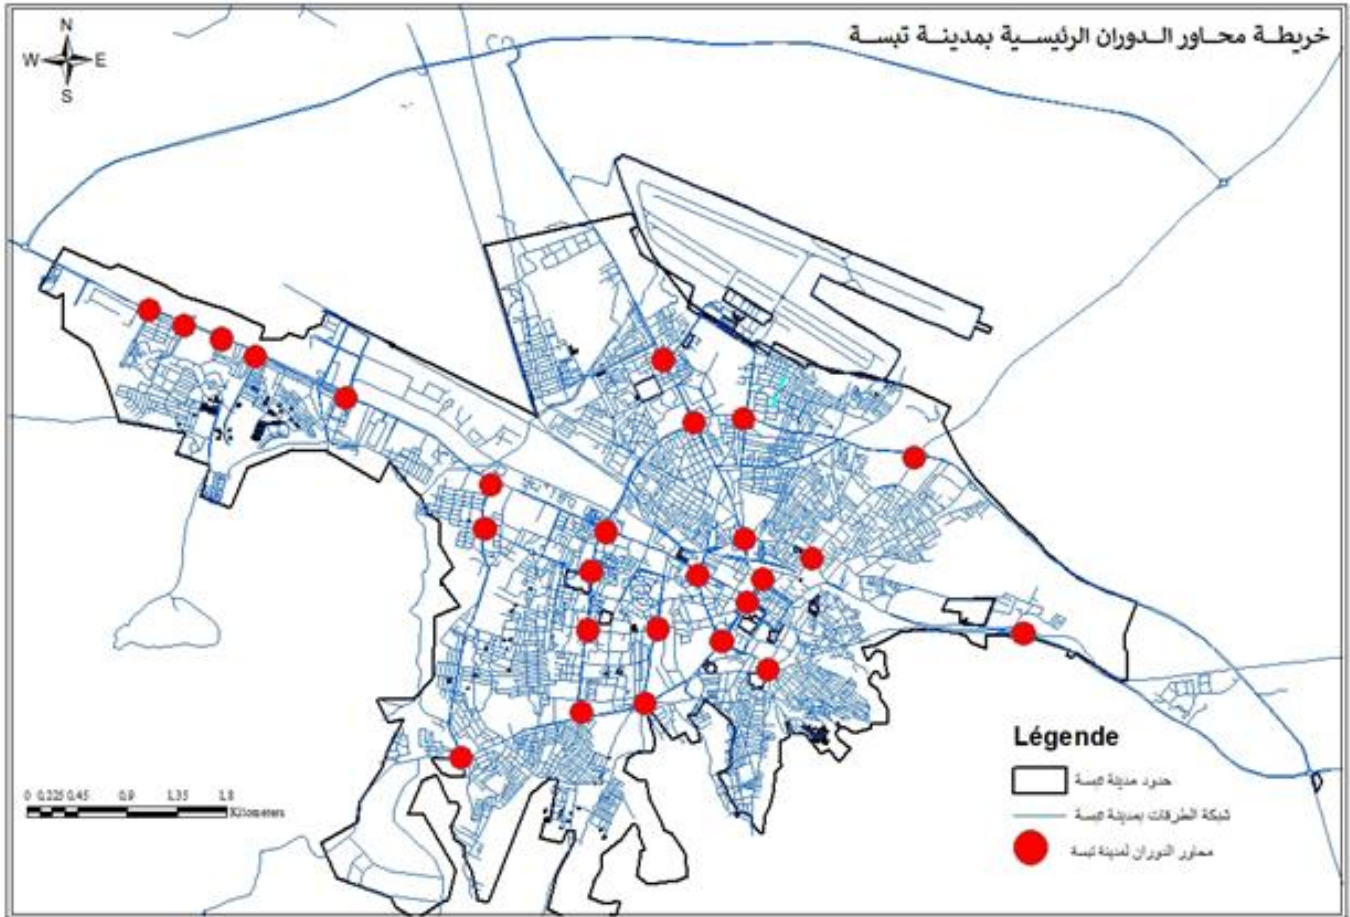 خريطـة محـاور الـدوران الرئيسـية بمدينـة تبسـة
N
W E
S
Légende
حدود مدينة تبسة
شبكة الطرقات بمدينة تبسة
محاور الدوران لمدينة تبسة
0 0,225 0,45 0,9 1,35 1,8
Kilometers